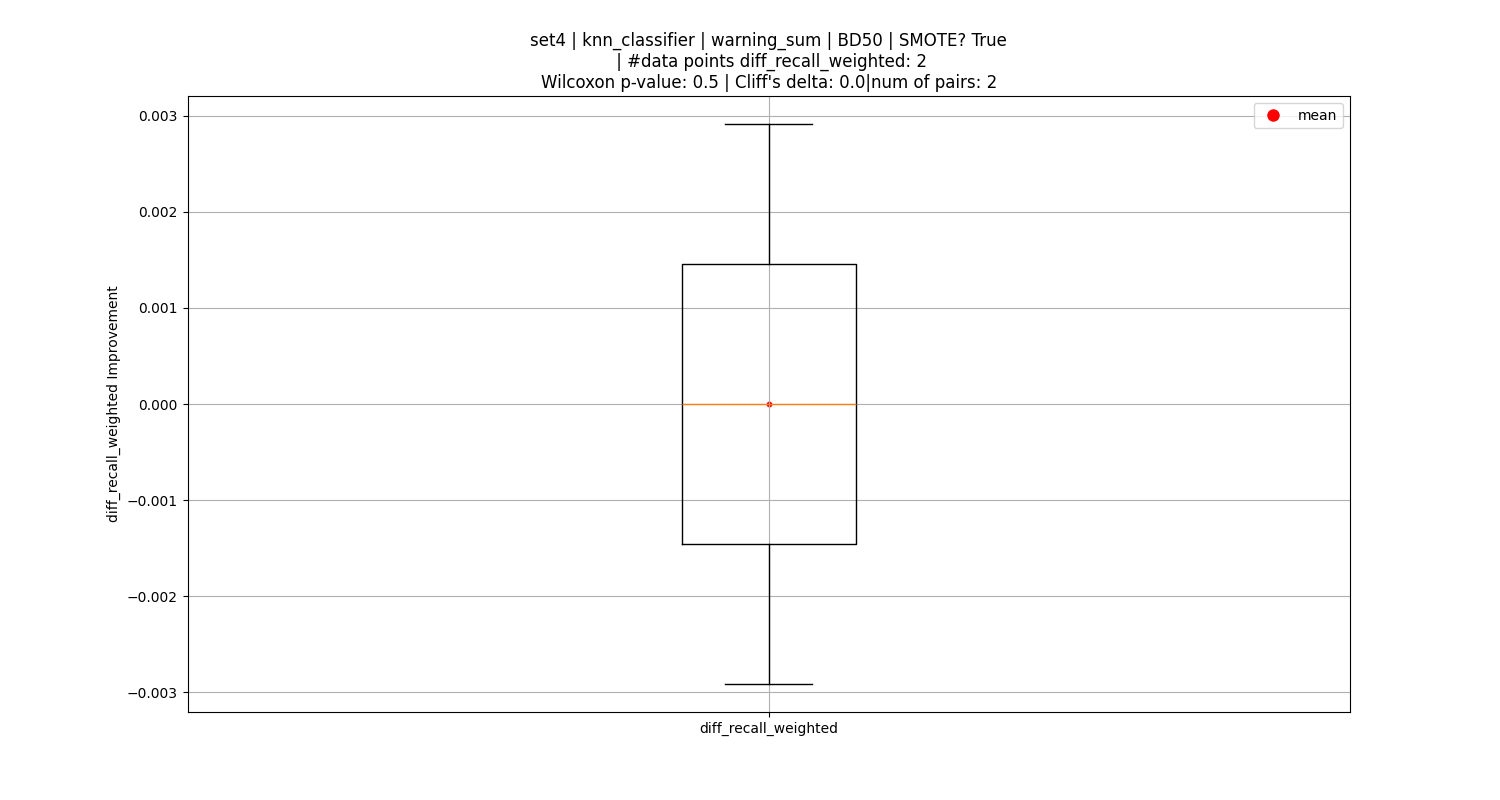 set4 | knn_classifier | warning_sum | BD50 | SMOTE? True
| #data points diff_recall_weighted: 2
Wilcoxon p-value: 0.5 | Cliff's delta: 0.0|num of pairs: 2
mean
0.003
0.002
0.001
0.000
−0.001
−0.002
−0.003
diff_recall_weighted Improvement
diff_recall_weighted